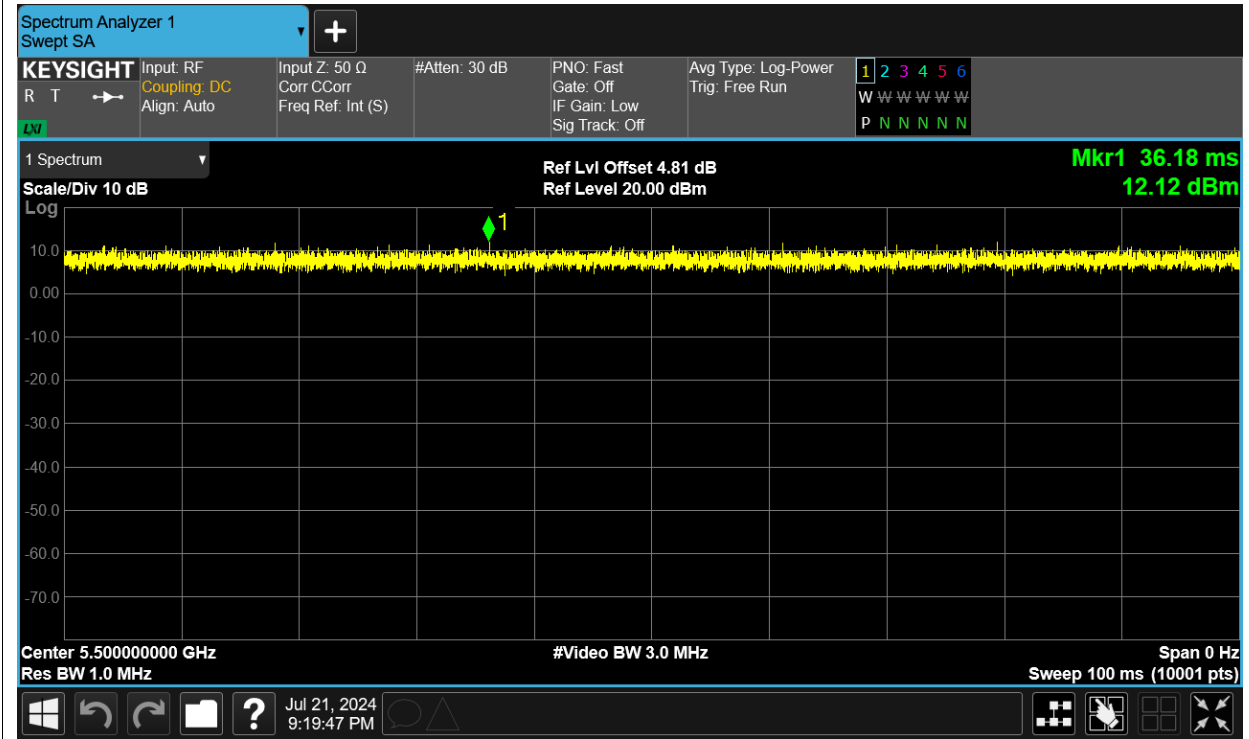 Spectrum Analyzer 1
Swept SA
KEYSIGHT
R T
LXI
Input: RF
Coupling: DC
Align: Auto
Input Z: 50 Ω
Corr CCorr
Freq Ref: Int (S)
#Atten: 30 dB
PNO: Fast
Gate: Off
IF Gain: Low
Sig Track: Off
Avg Type: Log-Power
Trig: Free Run
1 2 3 4 5 6
W W W W W W
P N N N N N
1 Spectrum
Scale/Div 10 dB
Log
Ref Lvl Offset 4.81 dB
Ref Level 20.00 dBm
Mkr1 36.18 ms
12.12 dBm
1
10.0
0.00
-10.0
-20.0
-30.0
-40.0
-50.0
-60.0
-70.0
Center 5.500000000 GHz
Res BW 1.0 MHz
#Video BW 3.0 MHz
Span 0 Hz
Sweep 100 ms (10001 pts)
?
Jul 21, 2024
9:19:47 PM